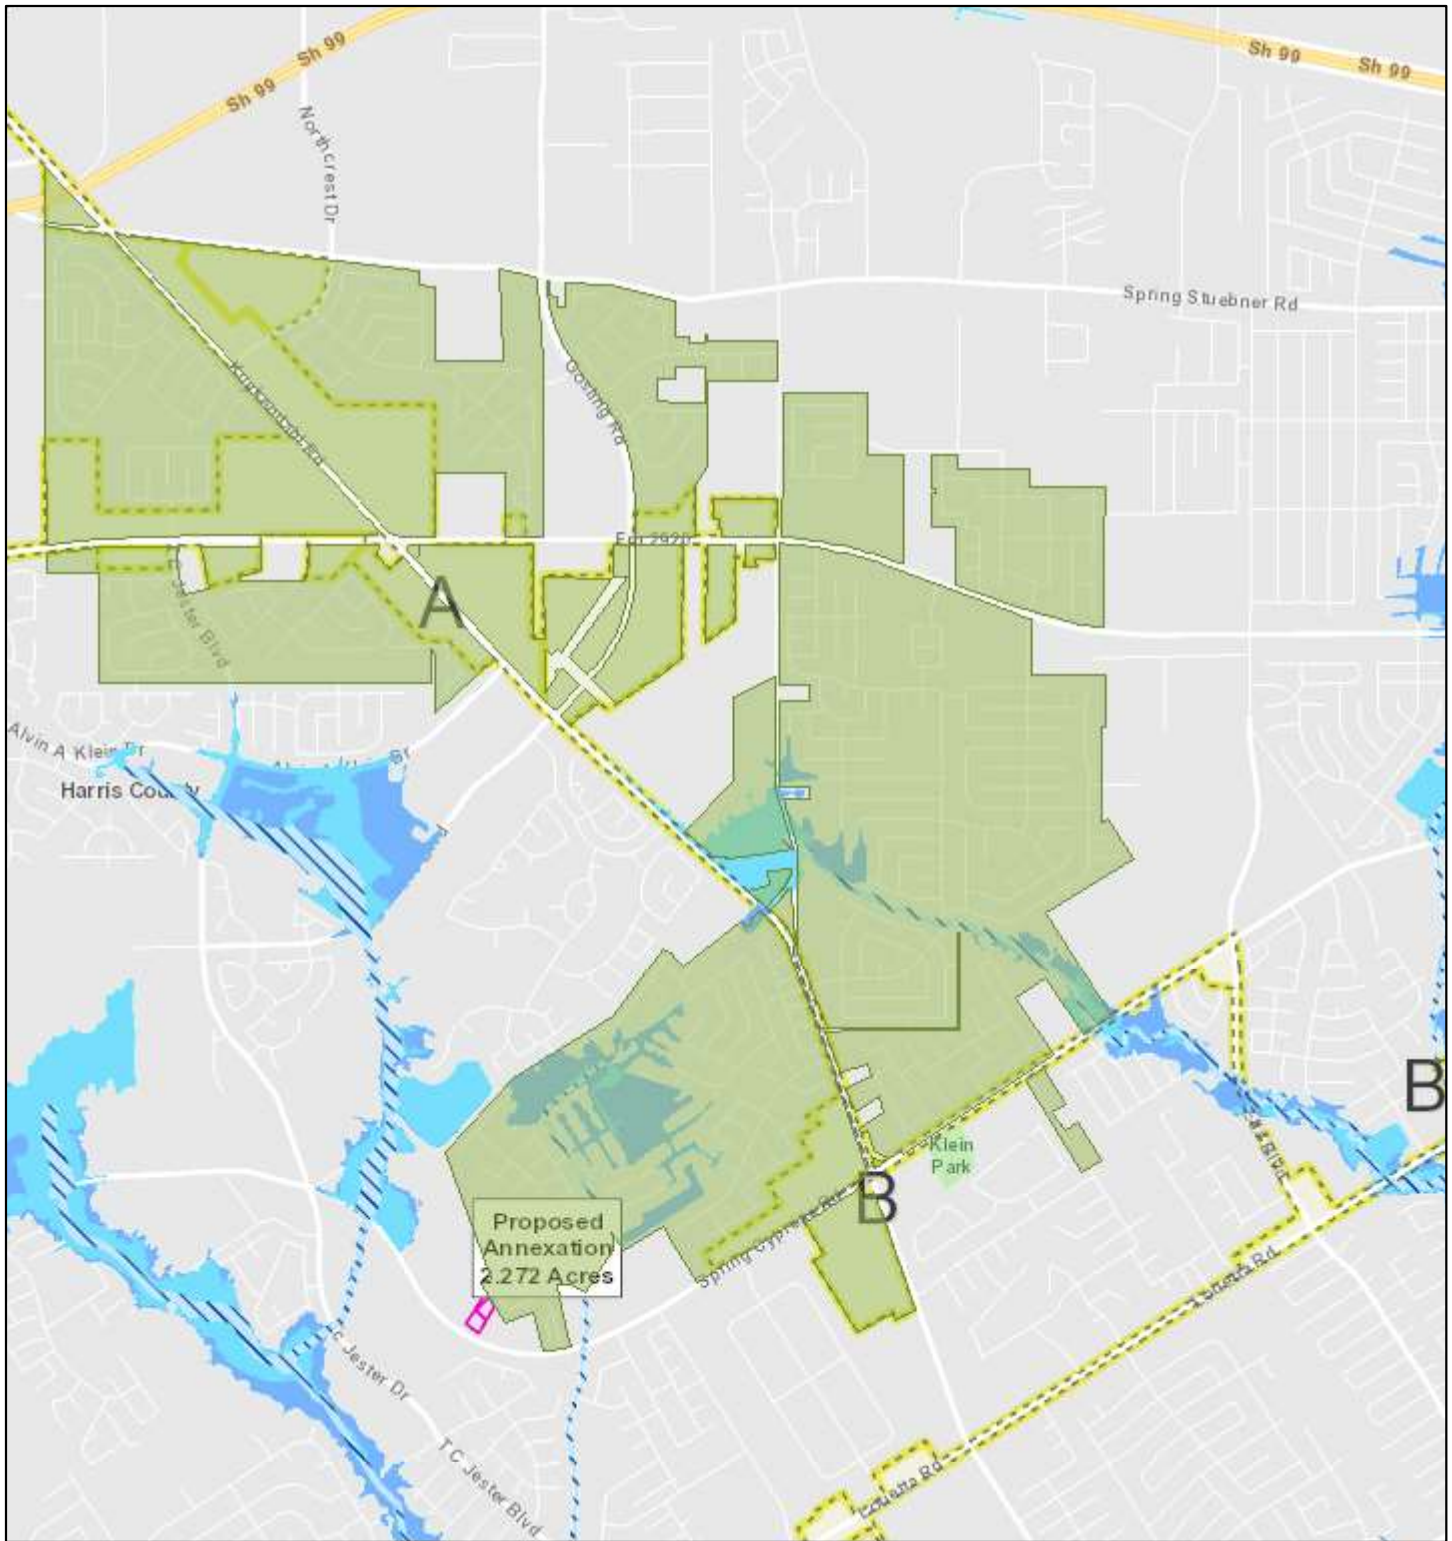 Sh 99
Sh 99
Sh 99
Sh 99
Northcrest Dr
Spring Stuebner Rd
Gosling Rd
Kuykendahl Rd
Fm 2920
A
Jester Blvd
Alvin A Klein Dr
Harris County
B
Klein
Park
B
Proposed
Annexation
2.272 Acres
Spring Cypress Rd
Louetta Rd
Jester Dr
T C Jester Blvd
Louetta Rd